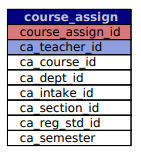 course_assign
course_assign_id
ca_teacher_id
ca_course_id
ca_dept_id
ca_intake_id
ca_section_id
ca_reg_std_id
ca_semester